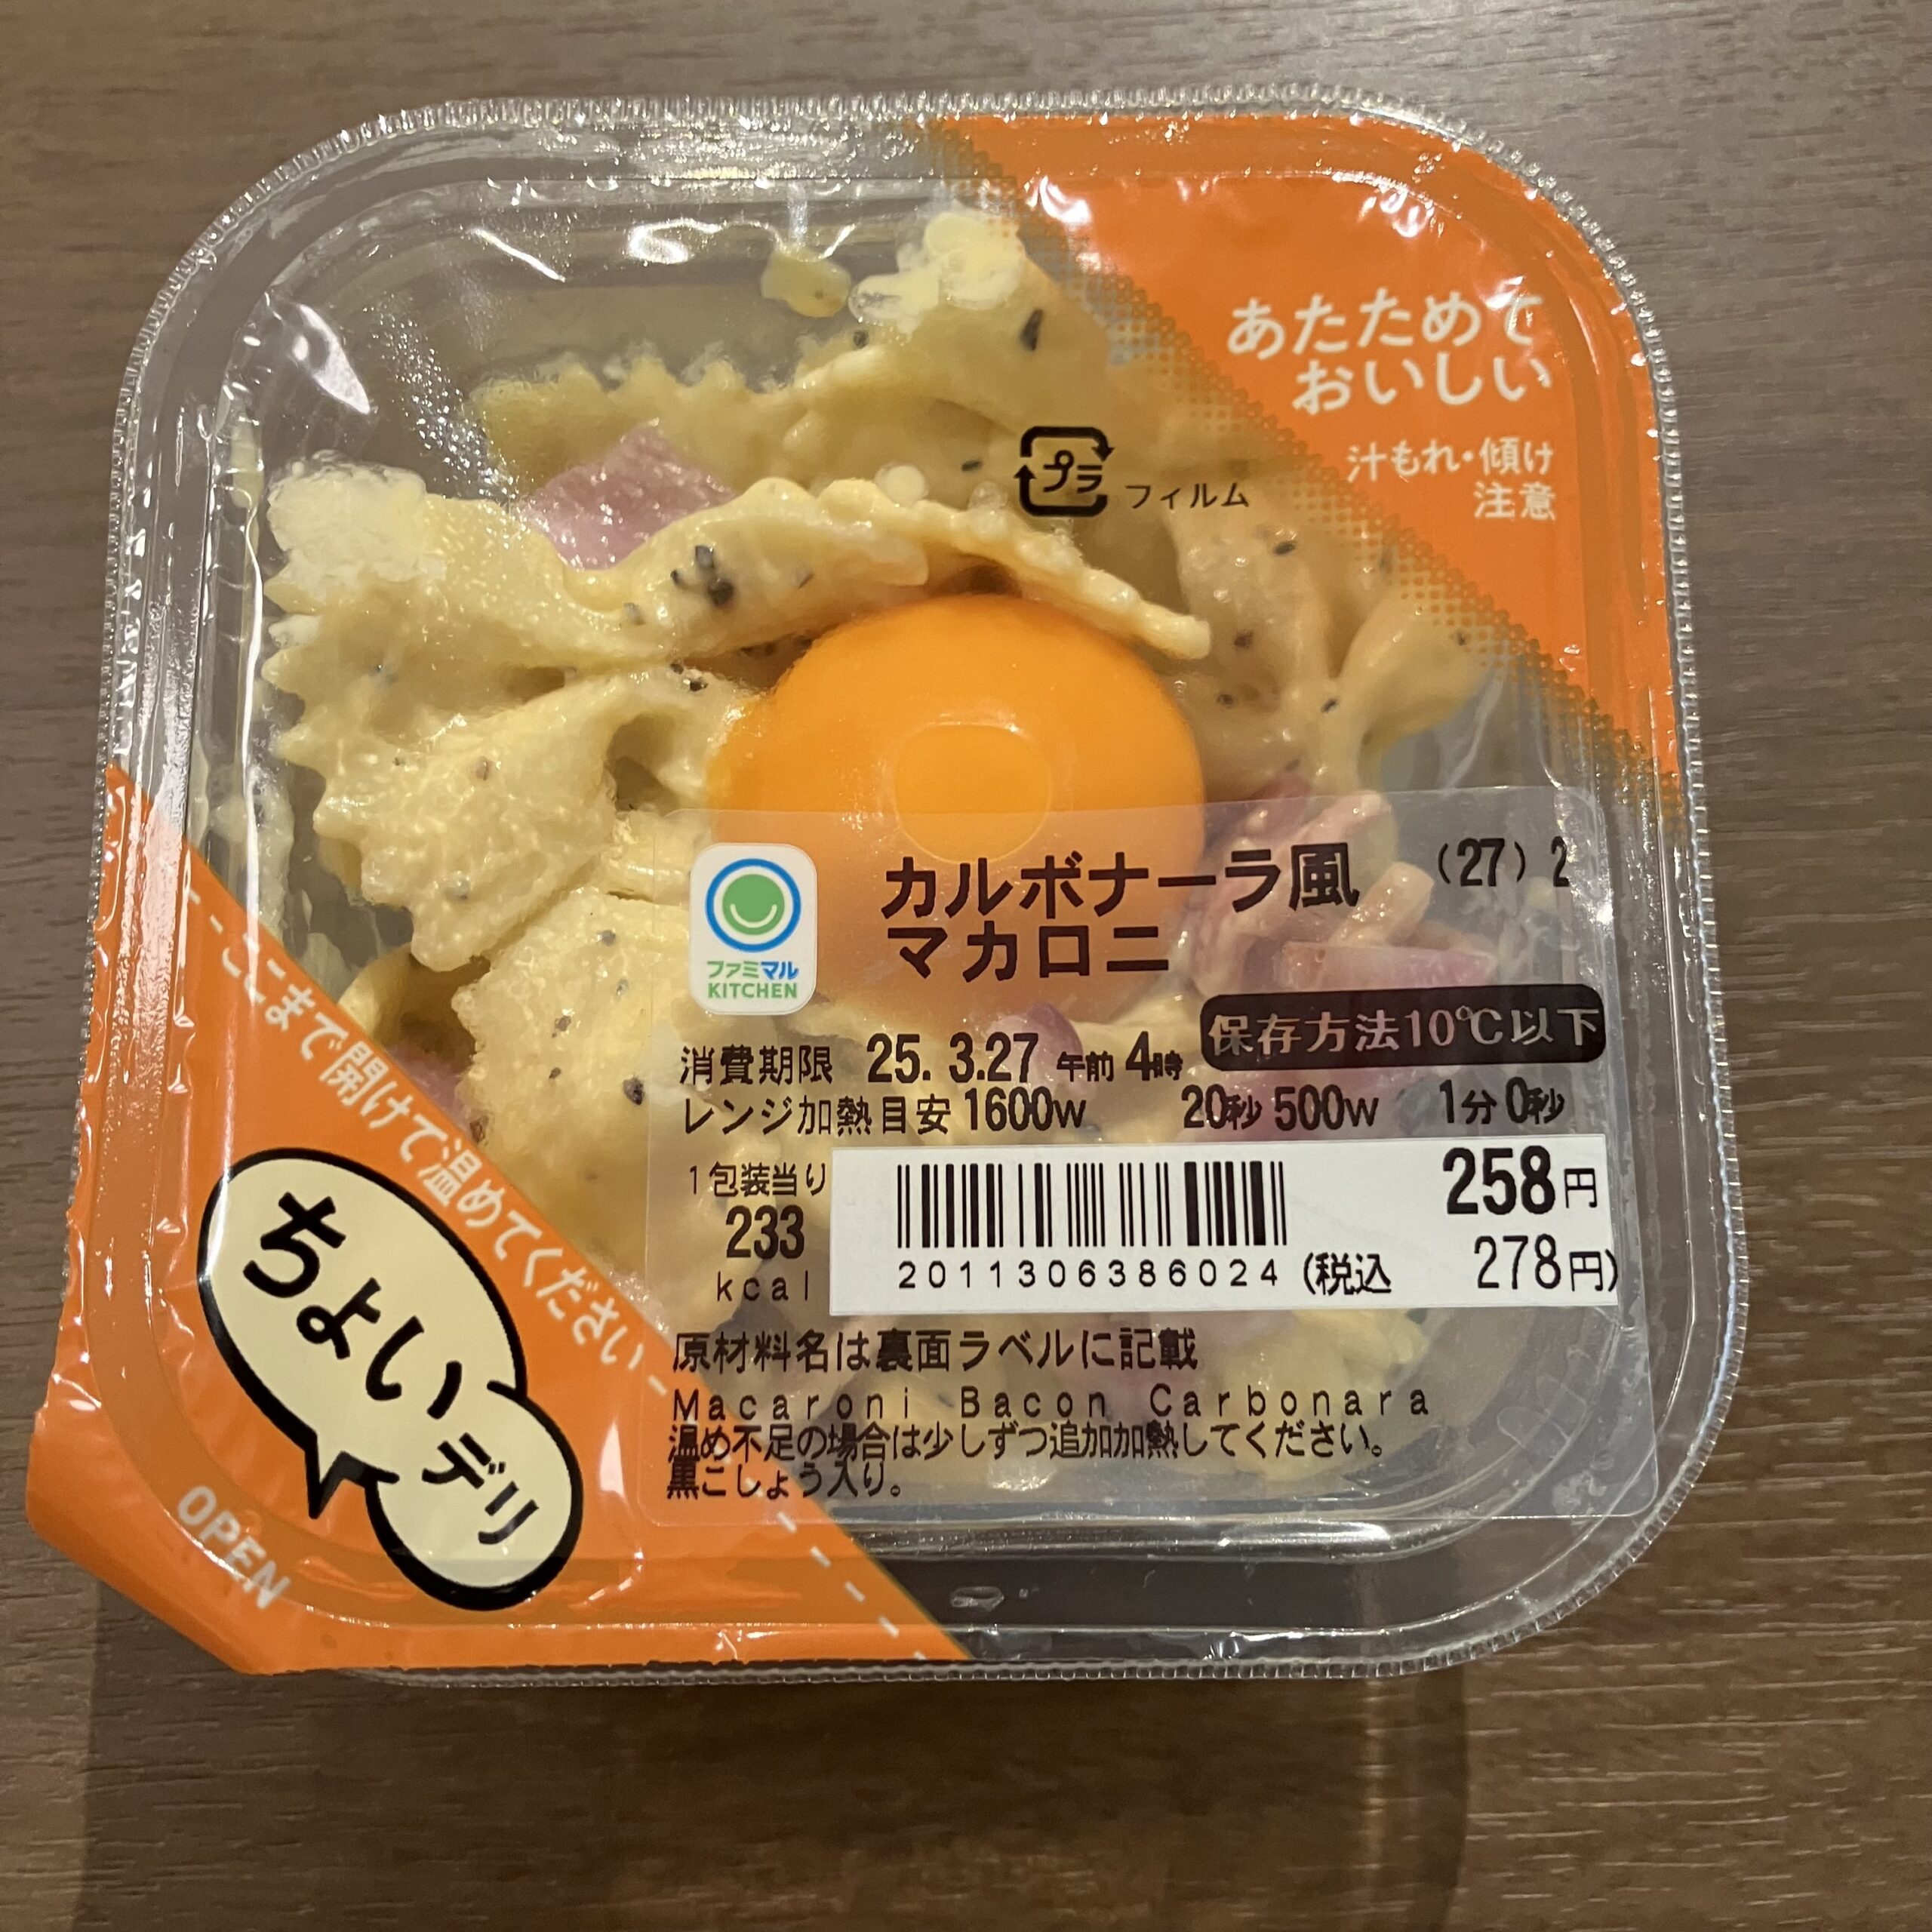 あたためて
おいしい
汁もれ・傾け
注意
プラ フィルム
カルボナーラ風 (27) 2
マカロニ
ファミマル
KITCHEN
保存方法10℃以下
消費期限 25. 3.27 午前 4時
レンジ加熱目安 1600w 20秒 500w 1分 0秒
1包装当り
233
kcal
258円
2011306386024 (税込 278円)
原材料名は裏面ラベルに記載
Macaroni Bacon Carbonara
温め不足の場合は少しずつ追加加熱してください。
黒こしょう入り。
ここまで開けて温めてください
ちょい
デリ
OPEN